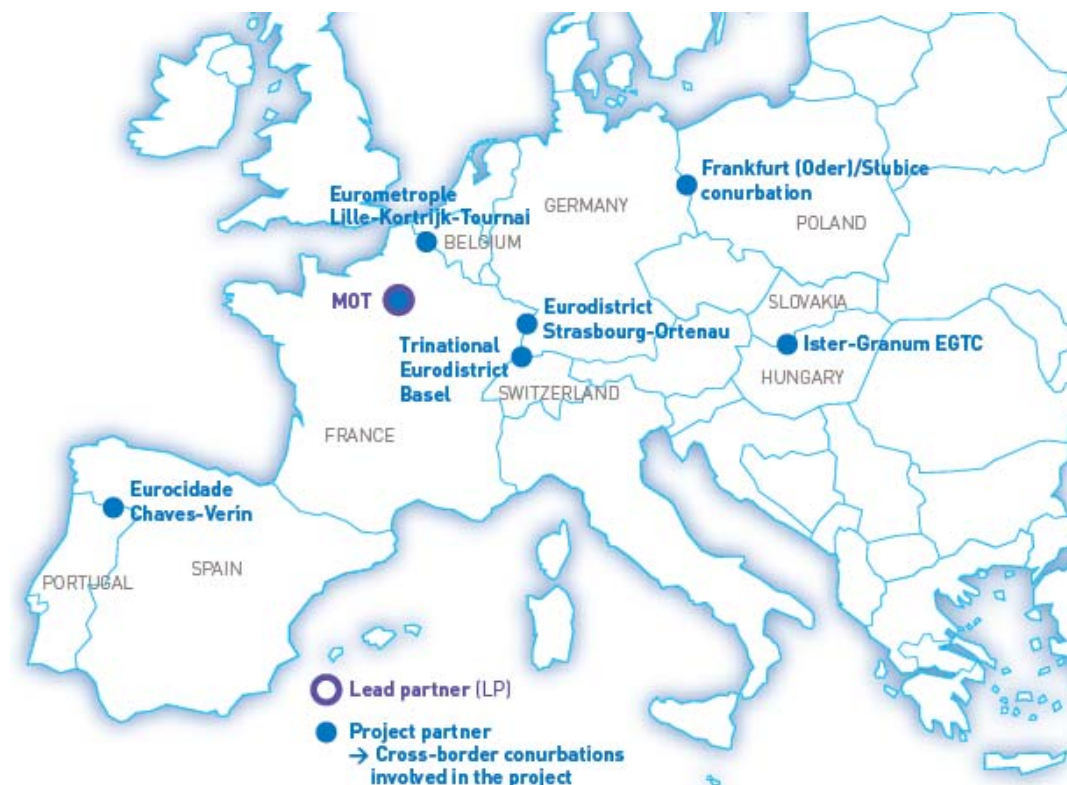 Frankfurt (Oder)/Słubice
conurbation
GERMANY
POLAND
Eurometrople
Lille-Kortrijk-Tournai
BELGIUM
MOT
Eurodistrict
Strasbourg-Ortenau
SLOVAKIA
Trinational
Eurodistrict
Basel
Ister-Granum EGTC
HUNGARY
SWITZERLAND
FRANCE
Eurocidade
Chaves-Verín
SPAIN
PORTUGAL
Lead partner (LP)
Project partner
→ Cross-border conurbations
involved in the project